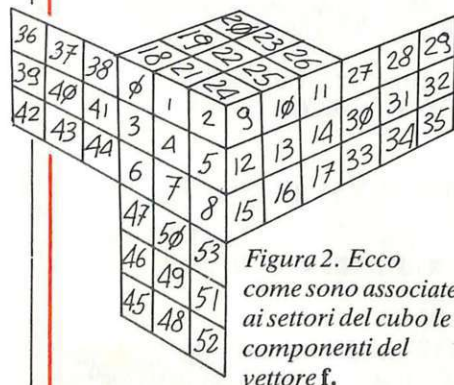 20 23 26
19 22 25
18 21 24
36 37 38 0 1 2 9 10 11 27 28 29
39 40 41 3 4 5 12 13 14 30 31 32
42 43 44 6 7 8 15 16 17 33 34 35
47 50 53
46 49 51
45 48 52
Figura 2. Ecco
come sono associate
ai settori del cubo le
componenti del
vettore f.